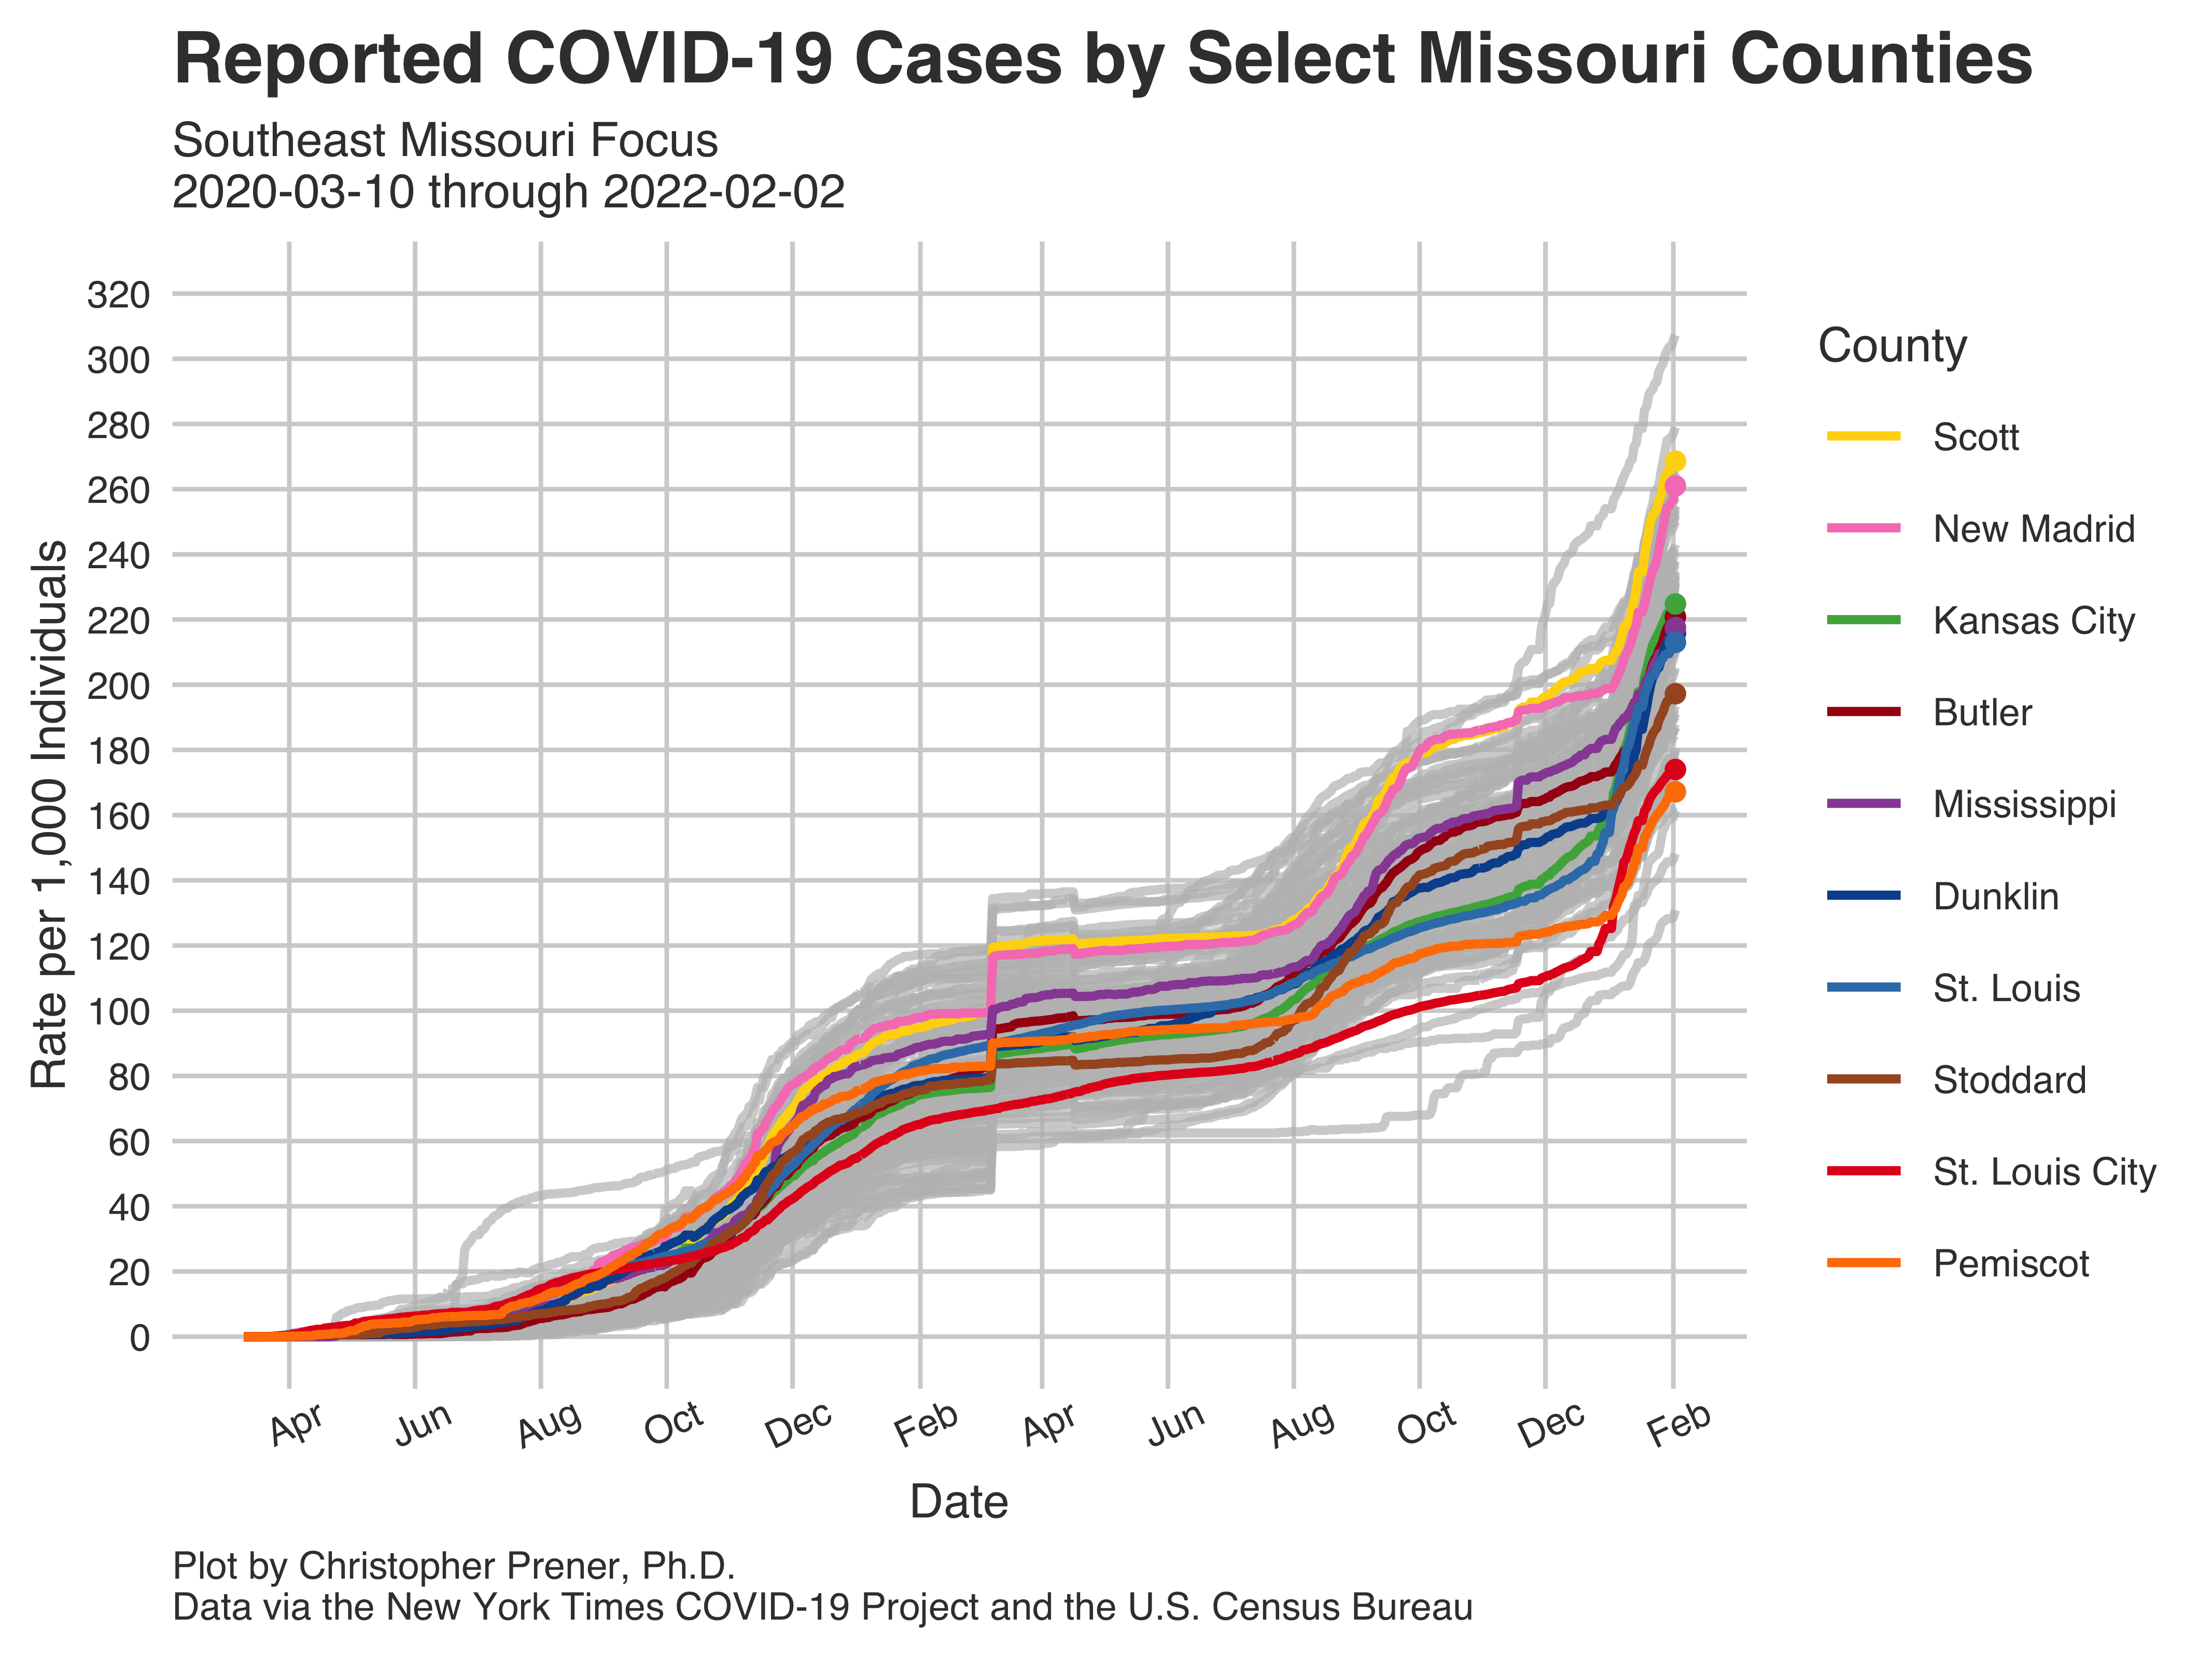 Reported COVID-19 Cases by Select Missouri Counties
Southeast Missouri Focus
2020-03-10 through 2022-02-02
Rate per 1,000 Individuals
320
300
280
260
240
220
200
180
160
140
120
100
80
60
40
20
0
Apr Jun Aug Oct Dec Feb Apr Jun Aug Oct Dec Feb
Date
County
Scott
New Madrid
Kansas City
Butler
Mississippi
Dunklin
St. Louis
Stoddard
St. Louis City
Pemiscot
Plot by Christopher Prener, Ph.D.
Data via the New York Times COVID-19 Project and the U.S. Census Bureau